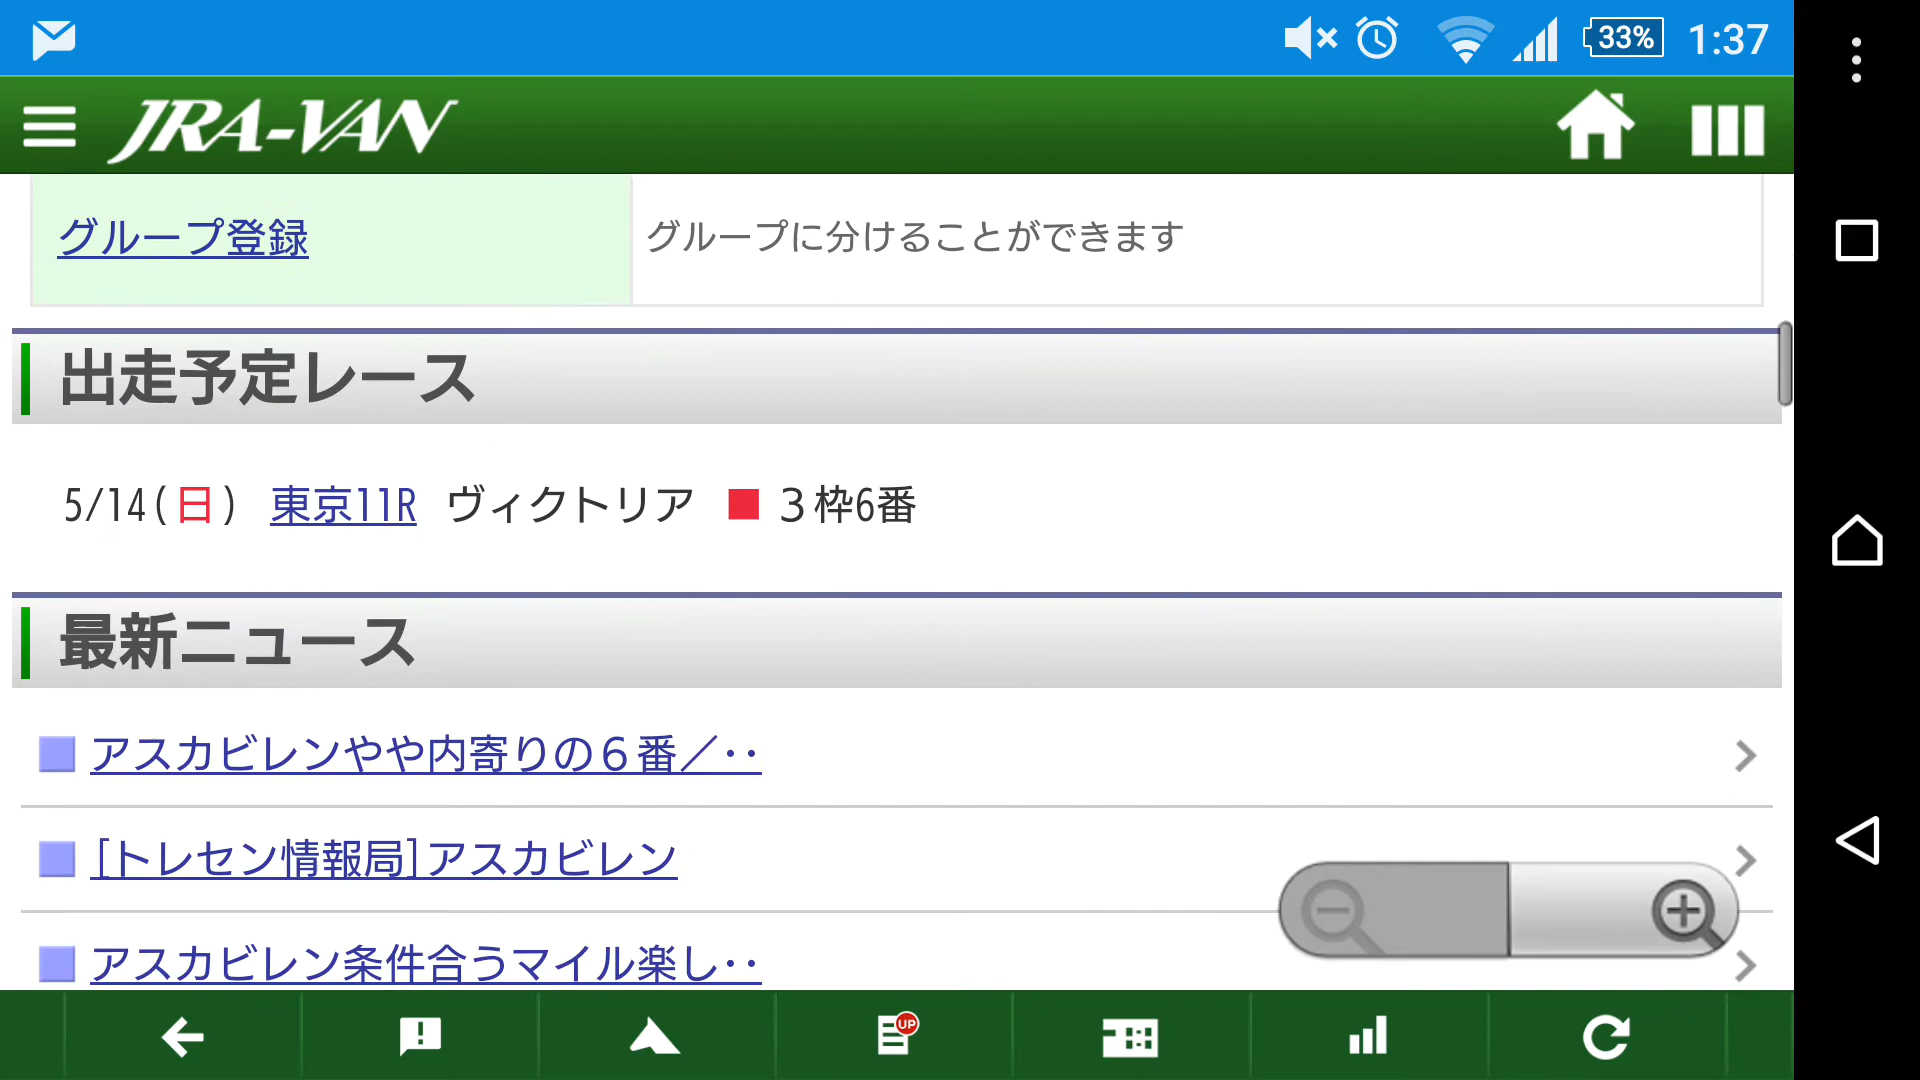 33% 1:37
JRA-VAN
グループ登録 グループに分けることができます
出走予定レース
5/14(日) 東京11R ヴィクトリア ３枠6番
最新ニュース
アスカビレンやや内寄りの６番／‥
[トレセン情報局]アスカビレン
アスカビレン条件合うマイル楽し‥
UP